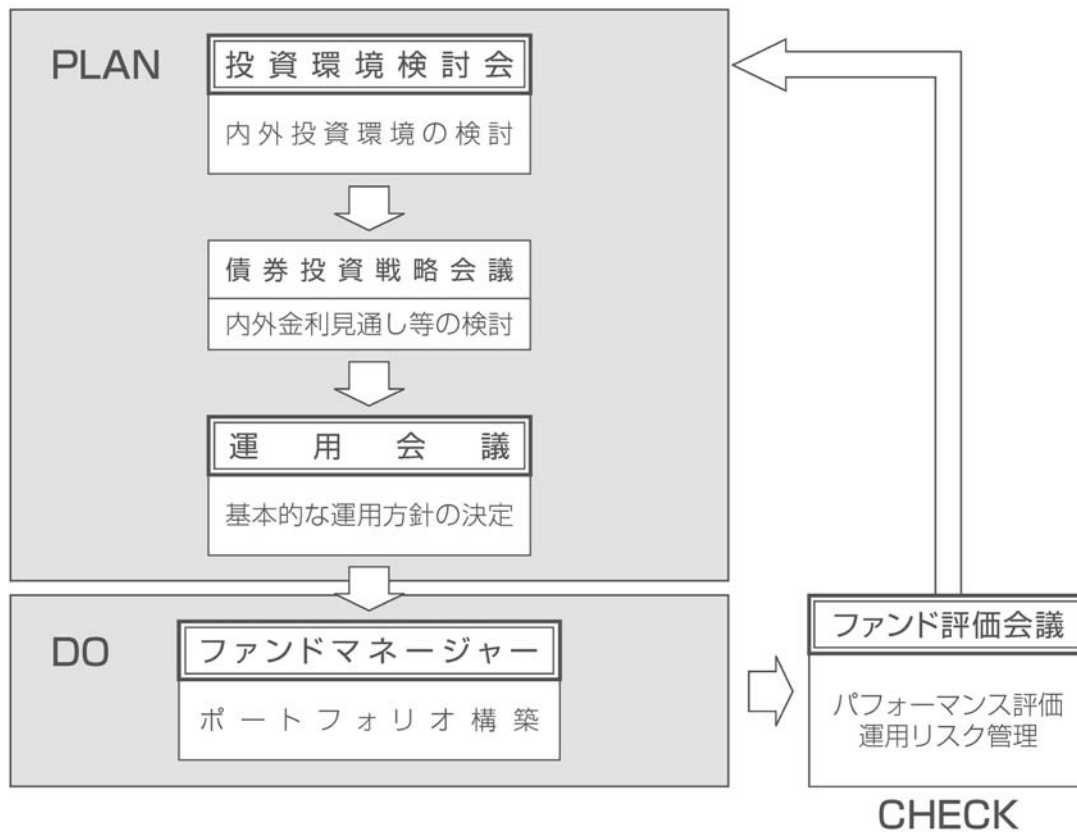 PLAN
投資環境検討会
内外投資環境の検討
債券投資戦略会議
内外金利見通し等の検討
運用会議
基本的な運用方針の決定
DO
ファンドマネージャー
ポートフォリオ構築
ファンド評価会議
パフォーマンス評価
運用リスク管理
CHECK